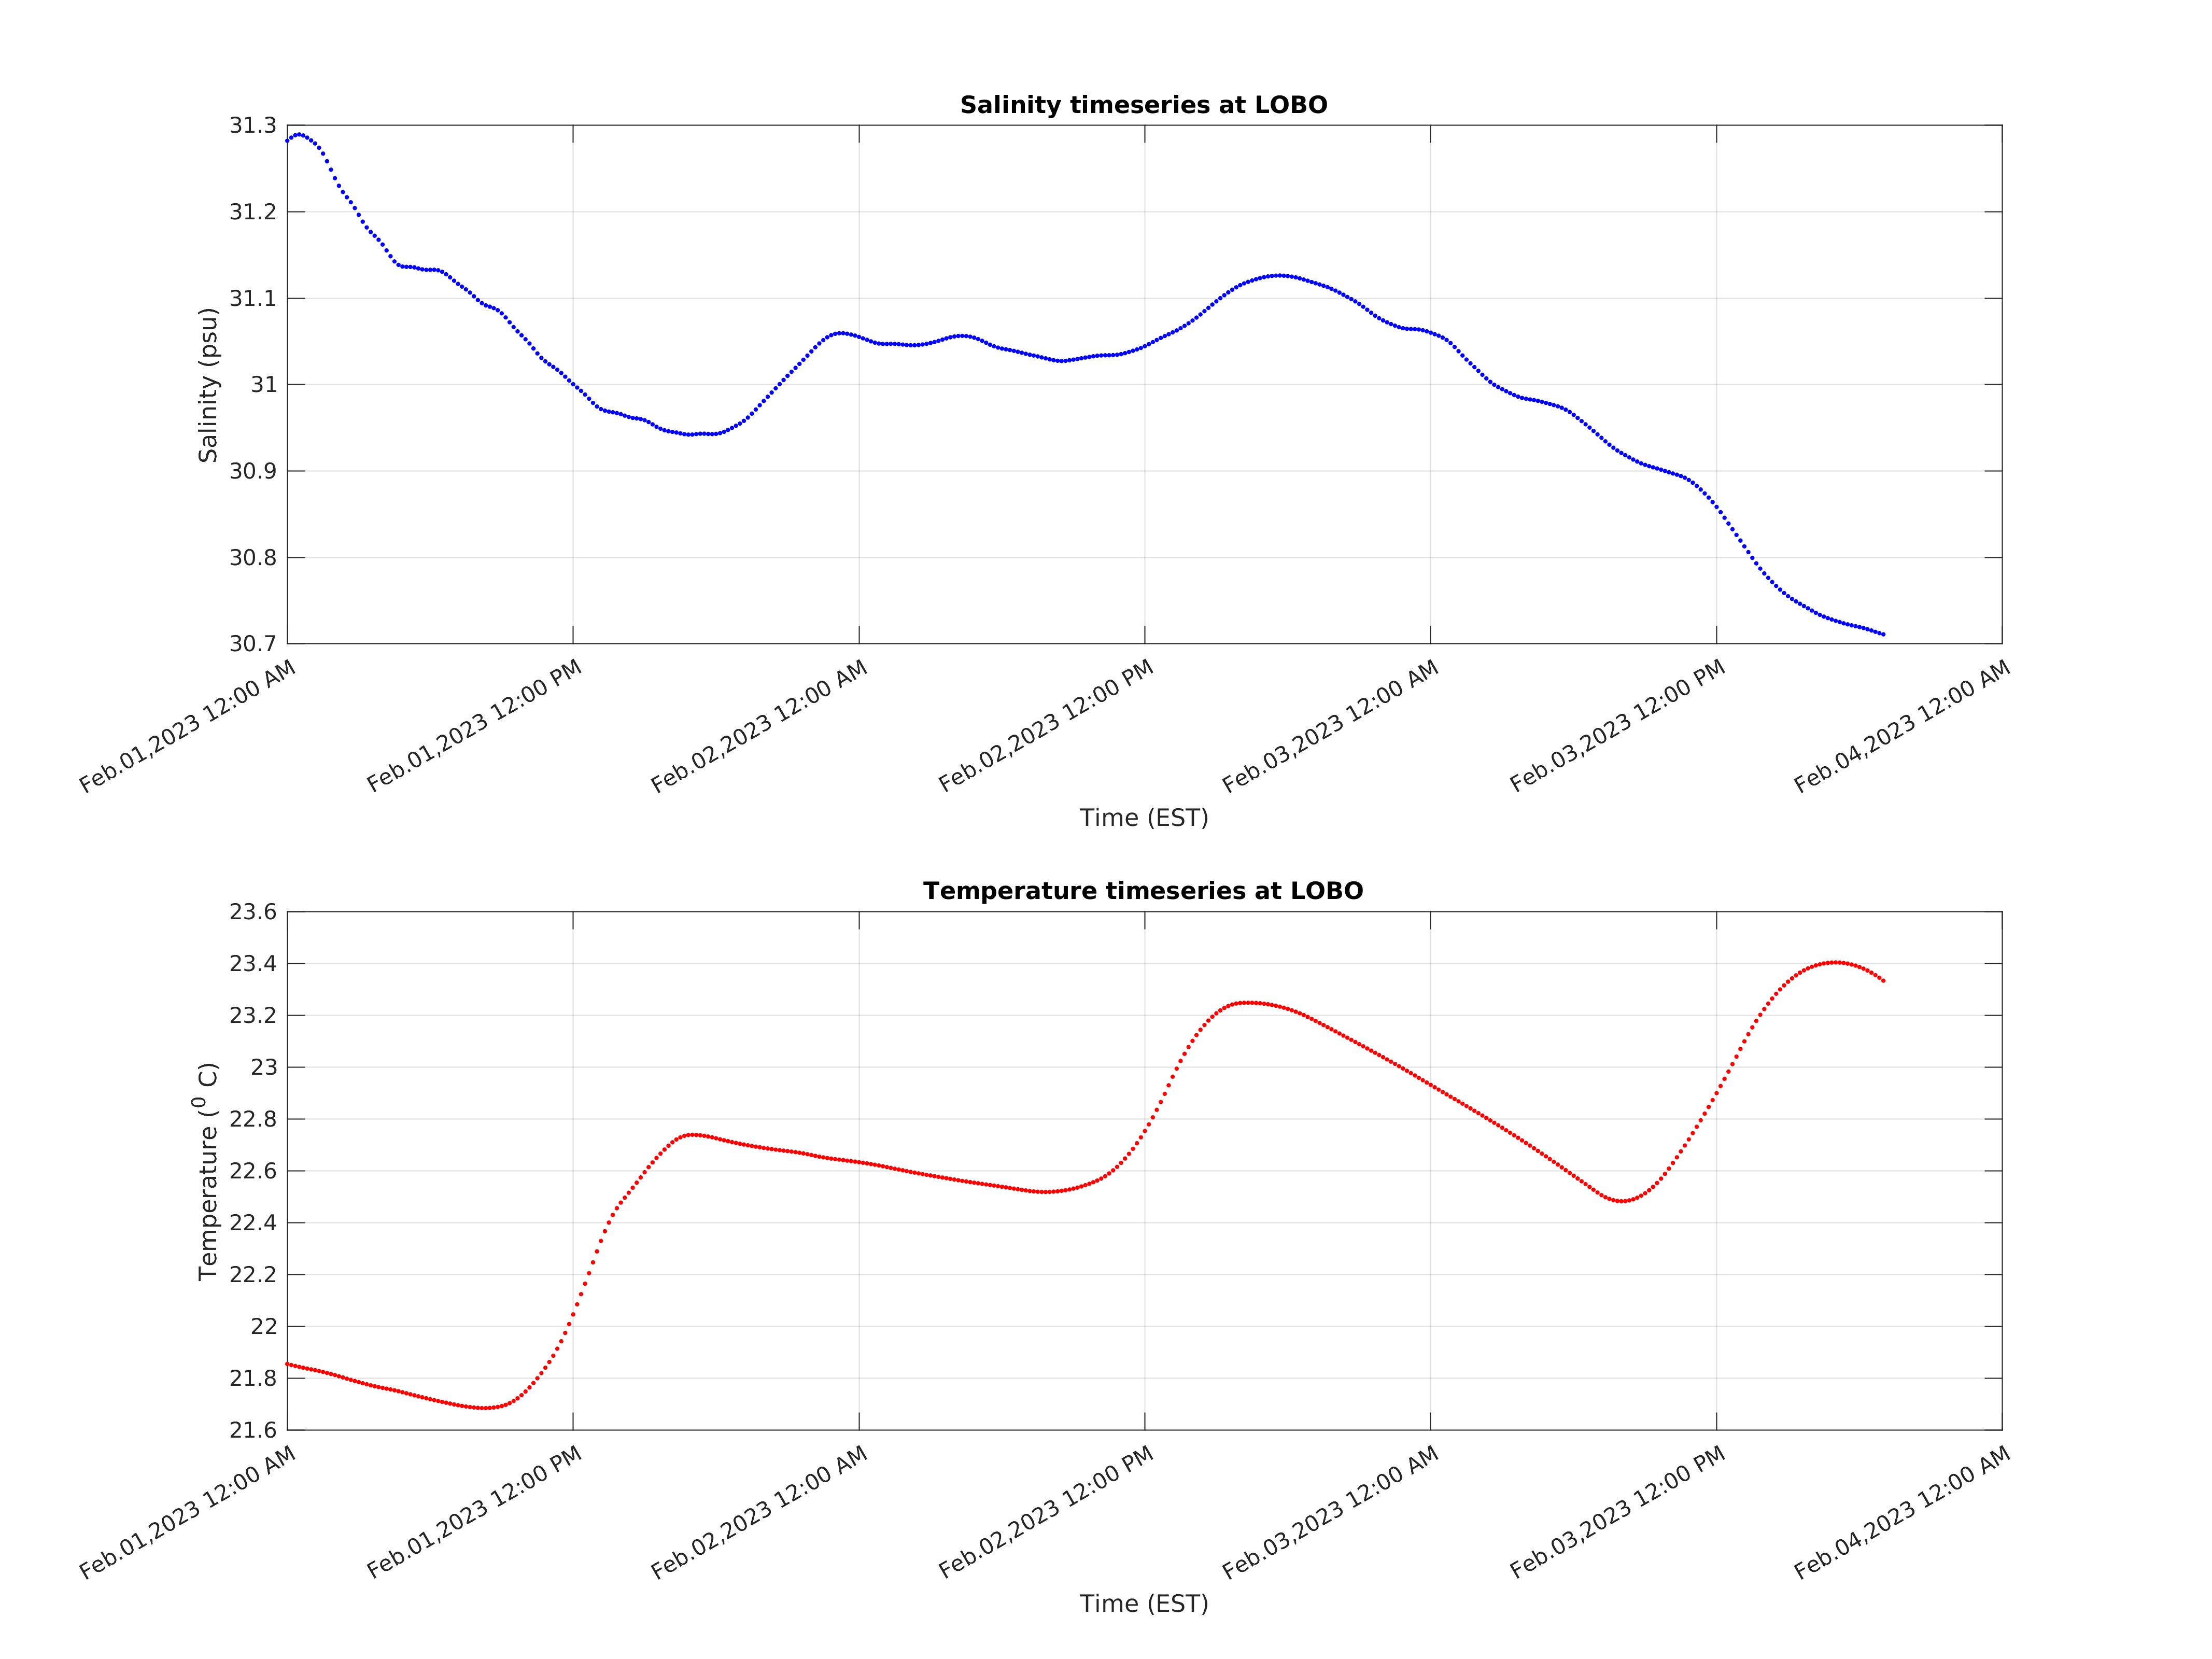 Salinity timeseries at LOBO
31.3
31.2
31.1
31
30.9
30.8
30.7
Salinity (psu)
Feb.01,2023 12:00 AM
Feb.01,2023 12:00 PM
Feb.02,2023 12:00 AM
Feb.02,2023 12:00 PM
Feb.03,2023 12:00 AM
Feb.03,2023 12:00 PM
Feb.04,2023 12:00 AM
Time (EST)
Temperature timeseries at LOBO
23.6
23.4
23.2
23
22.8
22.6
22.4
22.2
22
21.8
21.6
Temperature (⁰ C)
Feb.01,2023 12:00 AM
Feb.01,2023 12:00 PM
Feb.02,2023 12:00 AM
Feb.02,2023 12:00 PM
Feb.03,2023 12:00 AM
Feb.03,2023 12:00 PM
Feb.04,2023 12:00 AM
Time (EST)